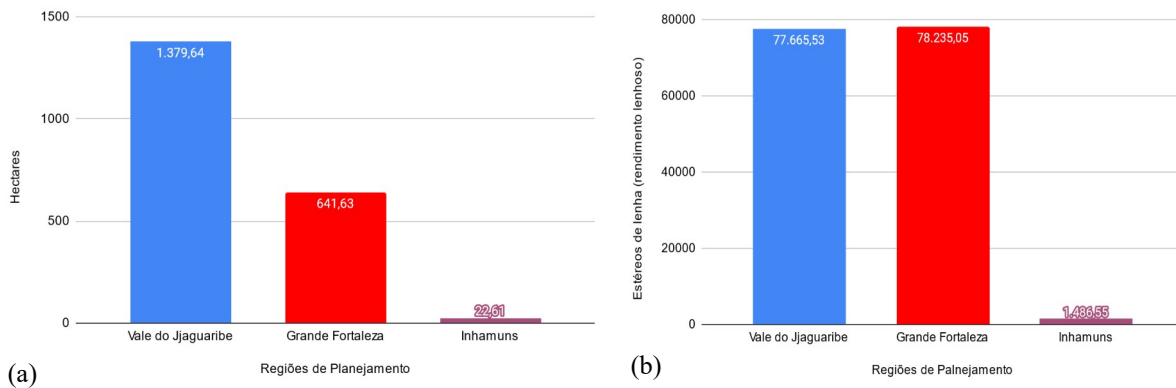 1500
1.379,64
1000
Hectares
641,63
500
22,61
0
Vale do Jjaguaribe
Grande Fortaleza
Inhamuns
Regiões de Planejamento
(a)
80000
77.665,53
78.235,05
60000
Estéreos de lenha (rendimento lenhoso)
40000
20000
1.486,55
0
Vale do Jjaguaribe
Grande Fortaleza
Inhamuns
Regiões de Palnejamento
(b)